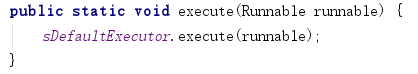 public static void execute(Runnable runnable) {
    sDefaultExecutor.execute(runnable);
}